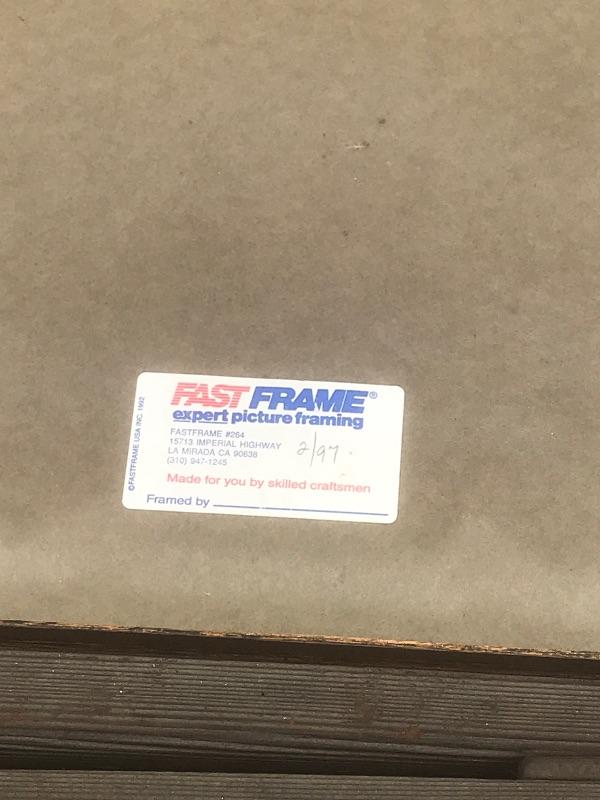 FASTFRAME®
expert picture framing
FASTFRAME #264
15713 IMPERIAL HIGHWAY
LA MIRADA CA 90638
(310) 947-1245
2/97
Made for you by skilled craftsmen
Framed by
©FASTFRAME USA INC. 1992